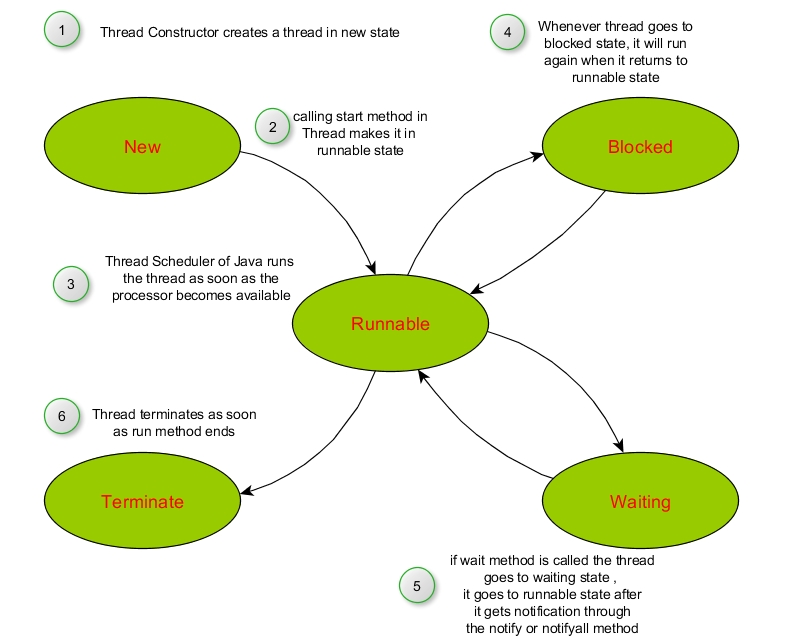 1
Thread Constructor creates a thread in new state
4
Whenever thread goes to
blocked state, it will run
again when it returns to
runnable state
New
2
calling start method in
Thread makes it in
runnable state
Blocked
3
Thread Scheduler of Java runs
the thread as soon as the
processor becomes available
Runnable
6
Thread terminates as soon
as run method ends
Terminate
Waiting
5
if wait method is called the thread
goes to waiting state ,
it goes to runnable state after
it gets notification through
the notify or notifyall method